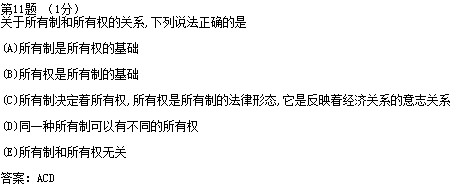 第11题 （1分）
关于所有制和所有权的关系,下列说法正确的是
(A)所有制是所有权的基础
(B)所有权是所有制的基础
(C)所有制决定着所有权,所有权是所有制的法律形态,它是反映着经济关系的意志关系
(D)同一种所有制可以有不同的所有权
(E)所有制和所有权无关
答案: ACD